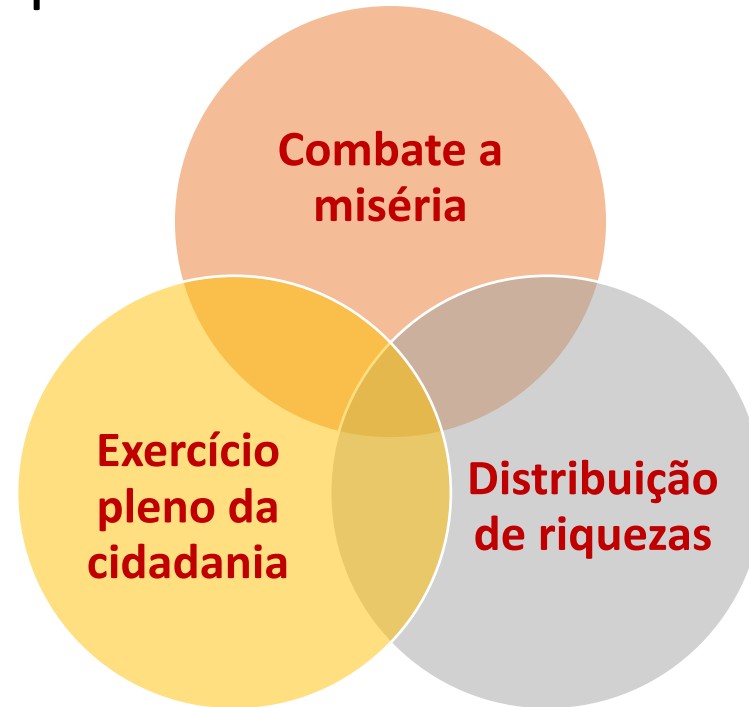 Combate a
miséria
Exercício
pleno da
cidadania
Distribuição
de riquezas